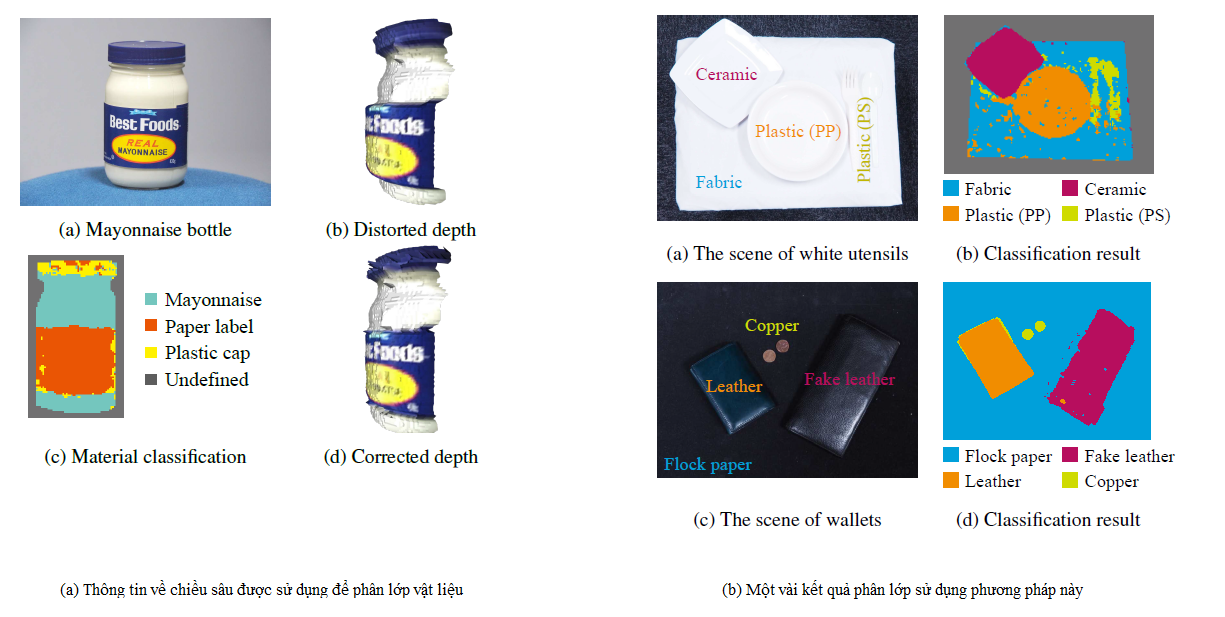 Best Foods
REAL
MAYONNAISE
(a) Mayonnaise bottle
(b) Distorted depth
Mayonnaise
Paper label
Plastic cap
Undefined
(c) Material classification
(d) Corrected depth
Ceramic
Plastic (PP)
Plastic (PS)
Fabric
Fabric
Ceramic
Plastic (PP)
Plastic (PS)
(a) The scene of white utensils
(b) Classification result
Copper
Leather
Fake leather
Flock paper
Flock paper
Fake leather
Leather
Copper
(c) The scene of wallets
(d) Classification result
(a) Thông tin về chiều sâu được sử dụng để phân lớp vật liệu
(b) Một vài kết quả phân lớp sử dụng phương pháp này